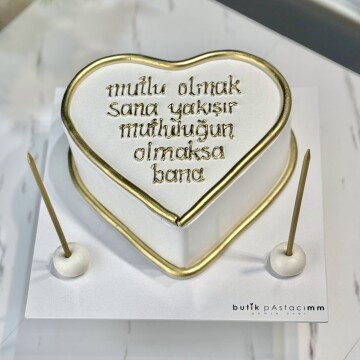 mutlu olmak
sana yakışır
mutluluğun
olmaksa
bana
butik pAstacımm